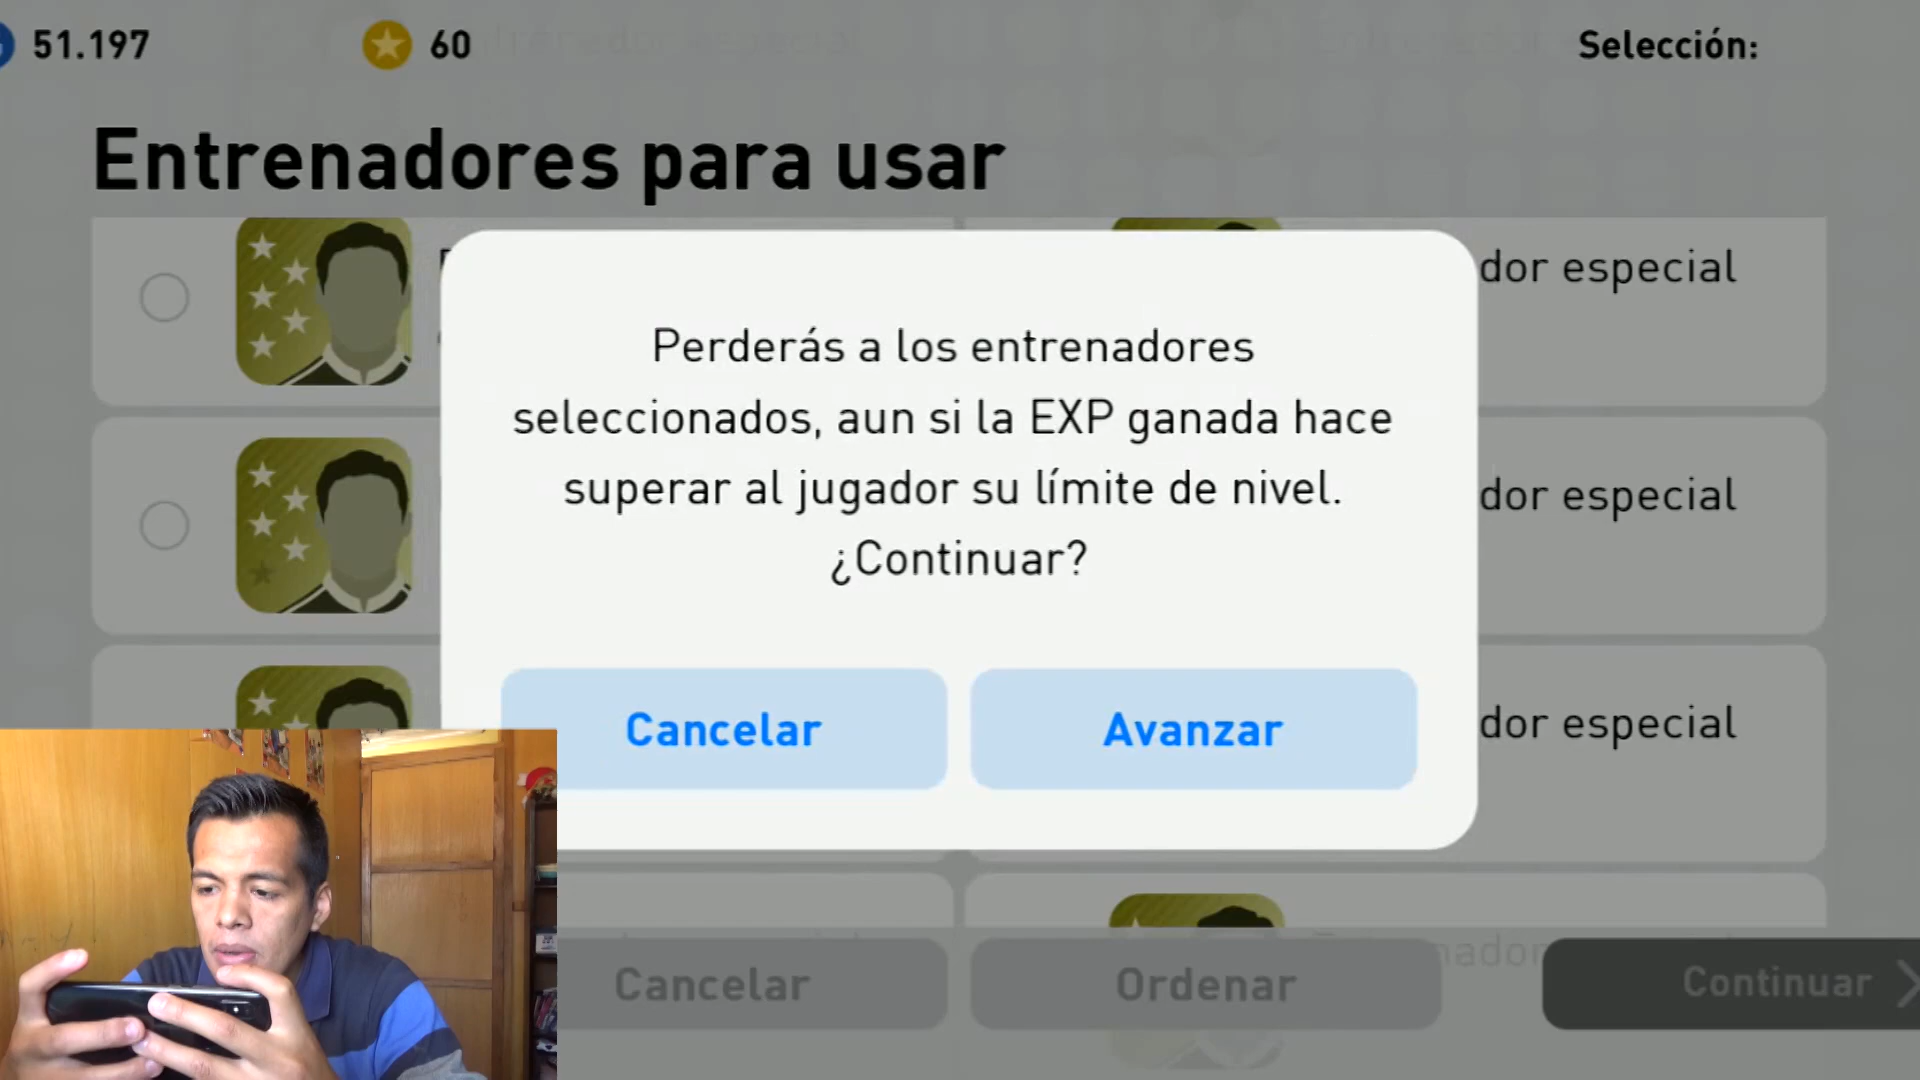 51.197
60
Selección:
Entrenadores para usar
dor especial
Perderás a los entrenadores
seleccionados, aun si la EXP ganada hace
superar al jugador su límite de nivel.
¿Continuar?
dor especial
Cancelar
Avanzar
dor especial
Cancelar
Ordenar
nador
Continuar